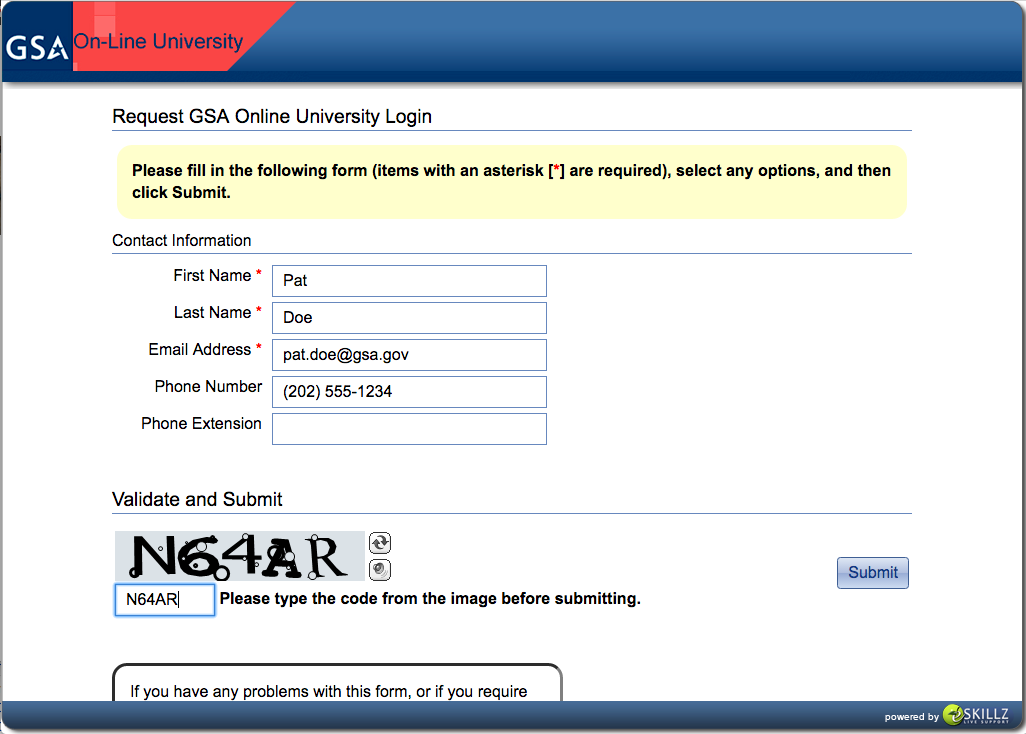 GSA On-Line University
Request GSA Online University Login
Please fill in the following form (items with an asterisk [*] are required), select any options, and then
click Submit.
Contact Information
First Name * Pat
Last Name * Doe
Email Address * pat.doe@gsa.gov
Phone Number (202) 555-1234
Phone Extension
Validate and Submit
N64AR
Submit
N64AR Please type the code from the image before submitting.
If you have any problems with this form, or if you require
powered by eSKILLZ
LIVE SUPPORT